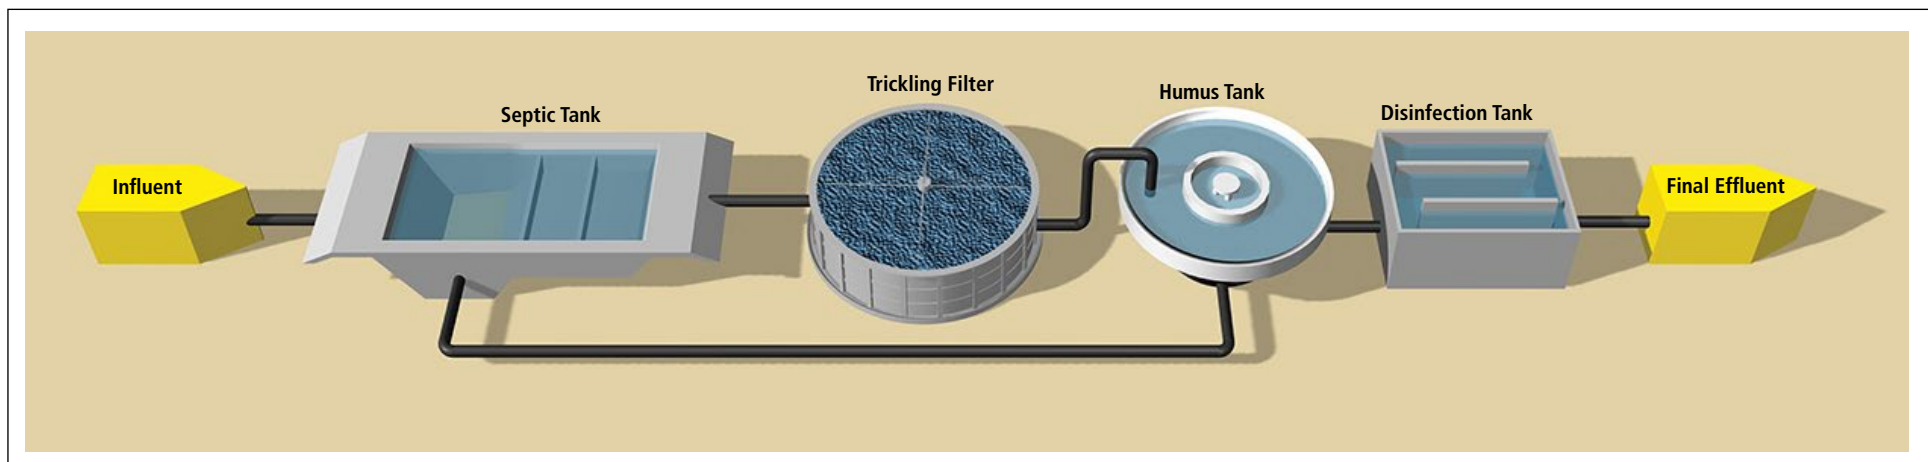 Influent
Septic Tank
Trickling Filter
Humus Tank
Disinfection Tank
Final Effluent